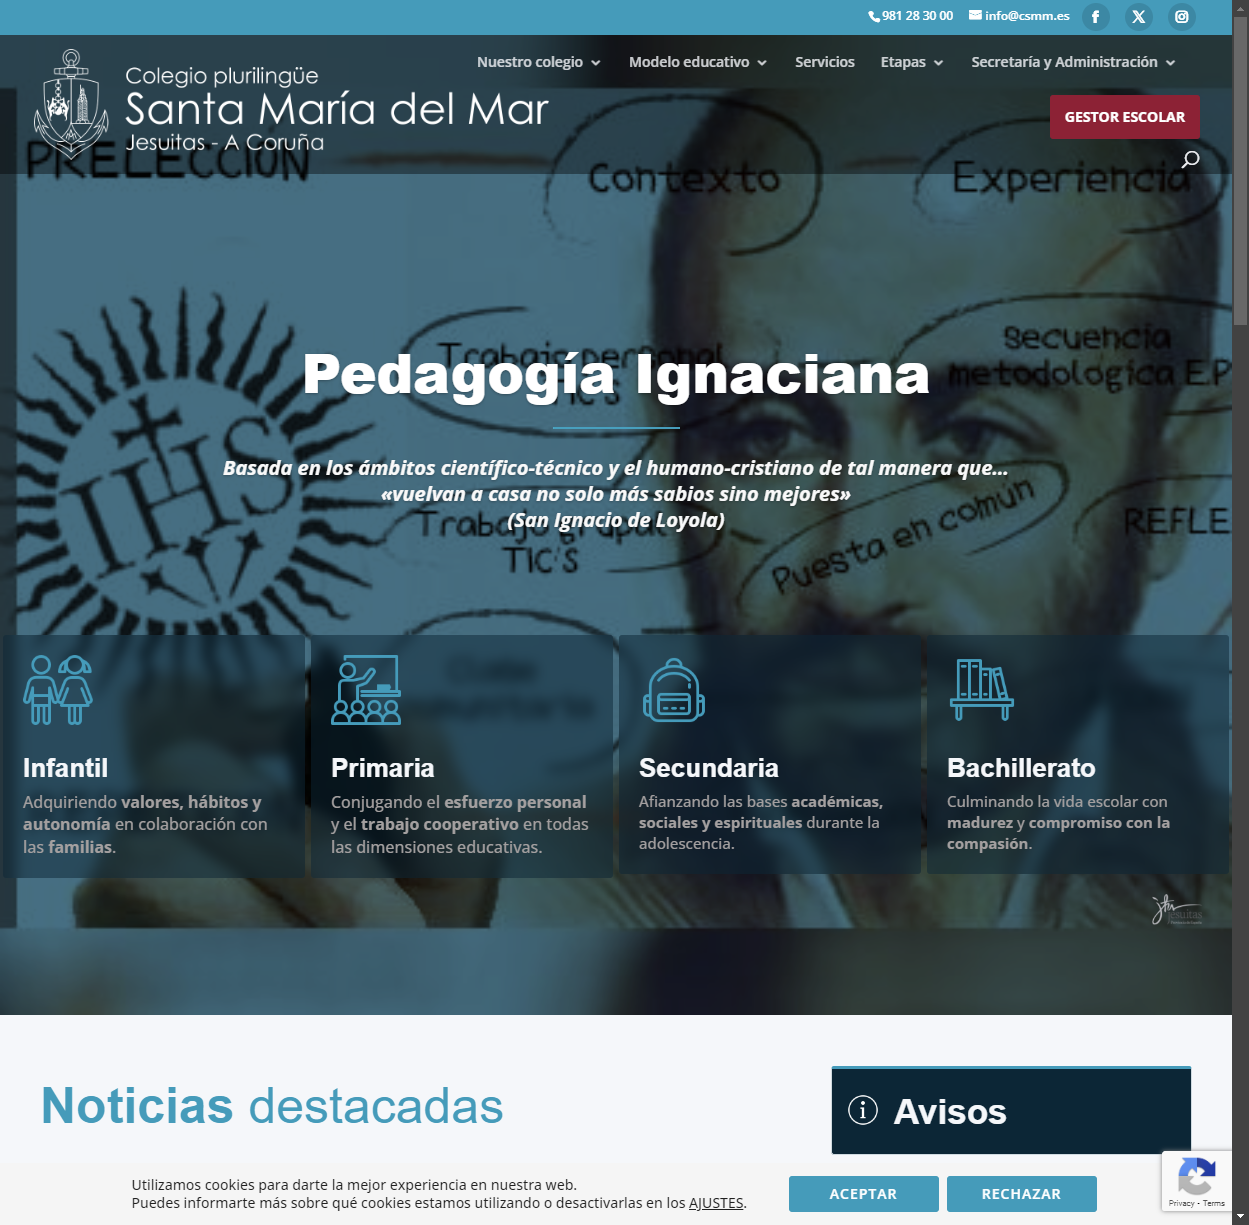 981 28 30 00 info@csmm.es
Nuestro colegio Modelo educativo Servicios Etapas Secretaría y Administración
Colegio plurilingüe
Santa María del Mar
Jesuitas - A Coruña
GESTOR ESCOLAR
PRELECCIÓN
Contexto
Experiencia
Secuencia
metodológica E.P
Trabajo personal
TIC'S
IHS
Pedagogía Ignaciana
Basada en los ámbitos científico-técnico y el humano-cristiano de tal manera que...
«vuelvan a casa no solo más sabios sino mejores»
(San Ignacio de Loyola)
Trabajo grupal
TIC'S
Puesta en común
REFLE
Infantil
Adquiriendo valores, hábitos y
autonomía en colaboración con
las familias.
Primaria
Conjugando el esfuerzo personal
y el trabajo cooperativo en todas
las dimensiones educativas.
Secundaria
Afianzando las bases académicas,
sociales y espirituales durante la
adolescencia.
Bachillerato
Culminando la vida escolar con
madurez y compromiso con la
compasión.
jesuitas
Noticias destacadas
Avisos
Utilizamos cookies para darte la mejor experiencia en nuestra web.
Puedes informarte más sobre qué cookies estamos utilizando o desactivarlas en los AJUSTES.
ACEPTAR
RECHAZAR
Privacy - Terms